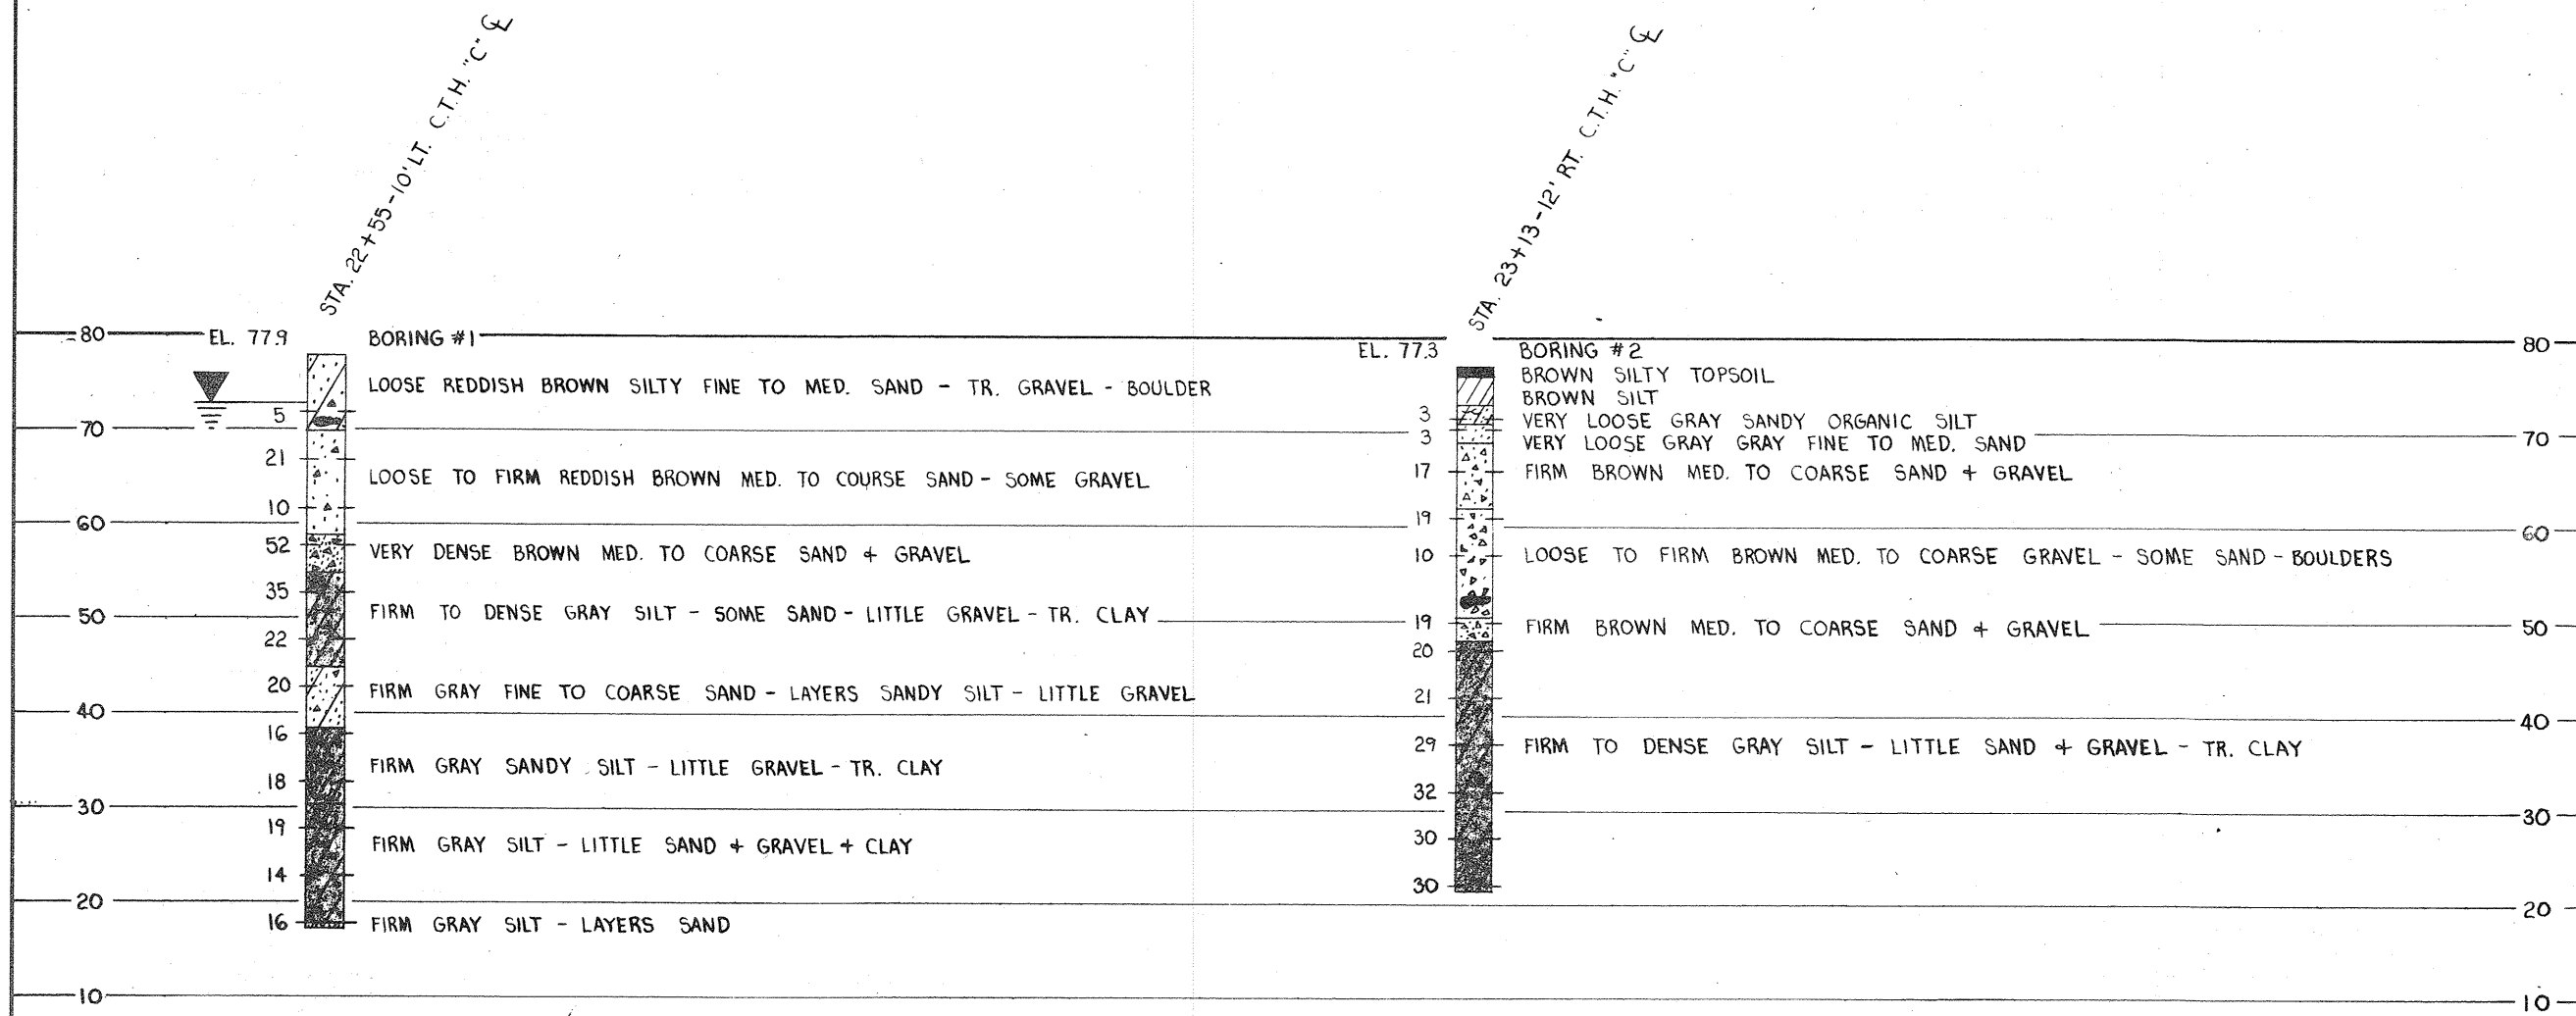 STA. 22+55-10' LT. C.T.H. "C" ℄
STA. 23+13-12' RT. C.T.H. "C" ℄
80 EL. 77.9 BORING #1
EL. 77.3 BORING #2 80
LOOSE REDDISH BROWN SILTY FINE TO MED. SAND - TR. GRAVEL - BOULDER
5
70
21
LOOSE TO FIRM REDDISH BROWN MED. TO COURSE SAND - SOME GRAVEL
10
60
52 VERY DENSE BROWN MED. TO COARSE SAND + GRAVEL
35
50 FIRM TO DENSE GRAY SILT - SOME SAND - LITTLE GRAVEL - TR. CLAY
22
20 FIRM GRAY FINE TO COARSE SAND - LAYERS SANDY SILT - LITTLE GRAVEL
40
16
FIRM GRAY SANDY SILT - LITTLE GRAVEL - TR. CLAY
18
30
19
FIRM GRAY SILT - LITTLE SAND + GRAVEL + CLAY
14
20
16 FIRM GRAY SILT - LAYERS SAND
10
BROWN SILTY TOPSOIL
BROWN SILT
3 VERY LOOSE GRAY SANDY ORGANIC SILT
3 VERY LOOSE GRAY GRAY FINE TO MED. SAND 70
17 FIRM BROWN MED. TO COARSE SAND + GRAVEL
19 60
10 LOOSE TO FIRM BROWN MED. TO COARSE GRAVEL - SOME SAND - BOULDERS
19 FIRM BROWN MED. TO COARSE SAND + GRAVEL 50
20
21
40
29 FIRM TO DENSE GRAY SILT - LITTLE SAND + GRAVEL - TR. CLAY
32
30
30
30
20
10